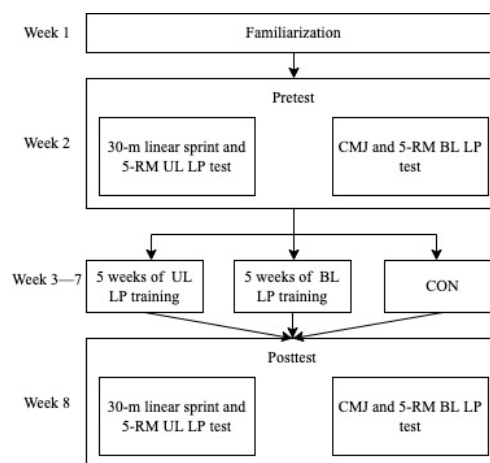 Week 1
Familiarization
Pretest
Week 2
30-m linear sprint and
5-RM UL LP test
CMJ and 5-RM BL LP
test
Week 3—7
5 weeks of UL
LP training
5 weeks of BL
LP training
CON
Posttest
Week 8
30-m linear sprint and
5-RM UL LP test
CMJ and 5-RM BL LP
test